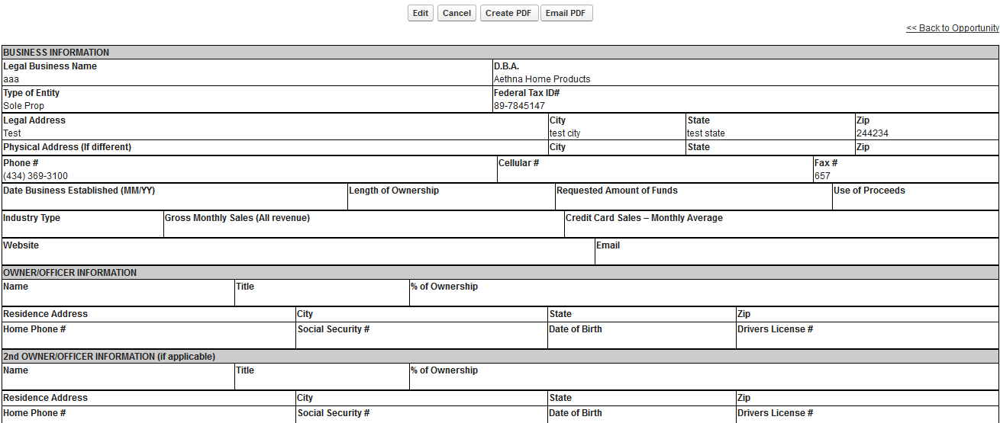 Edit Cancel Create PDF Email PDF
<< Back to Opportunity
BUSINESS INFORMATION
Legal Business Name D.B.A.
aaa Aethna Home Products
Type of Entity Federal Tax ID#
Sole Prop 89-7845147
Legal Address City State Zip
Test test city test state 244234
Physical Address (If different) City State Zip
Phone # Cellular # Fax #
(434) 369-3100 657
Date Business Established (MM/YY) Length of Ownership Requested Amount of Funds Use of Proceeds
Industry Type Gross Monthly Sales (All revenue) Credit Card Sales – Monthly Average
Website Email
OWNER/OFFICER INFORMATION
Name Title % of Ownership
Residence Address City State Zip
Home Phone # Social Security # Date of Birth Drivers License #
2nd OWNER/OFFICER INFORMATION (if applicable)
Name Title % of Ownership
Residence Address City State Zip
Home Phone # Social Security # Date of Birth Drivers License #